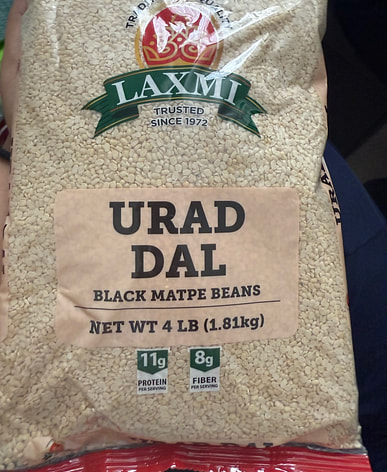 LAXMI
TRUSTED
SINCE 1972
URAD
DAL
BLACK MATPE BEANS
NET WT 4 LB (1.81kg)
11g 8g
PROTEIN FIBER
PER SERVING PER SERVING